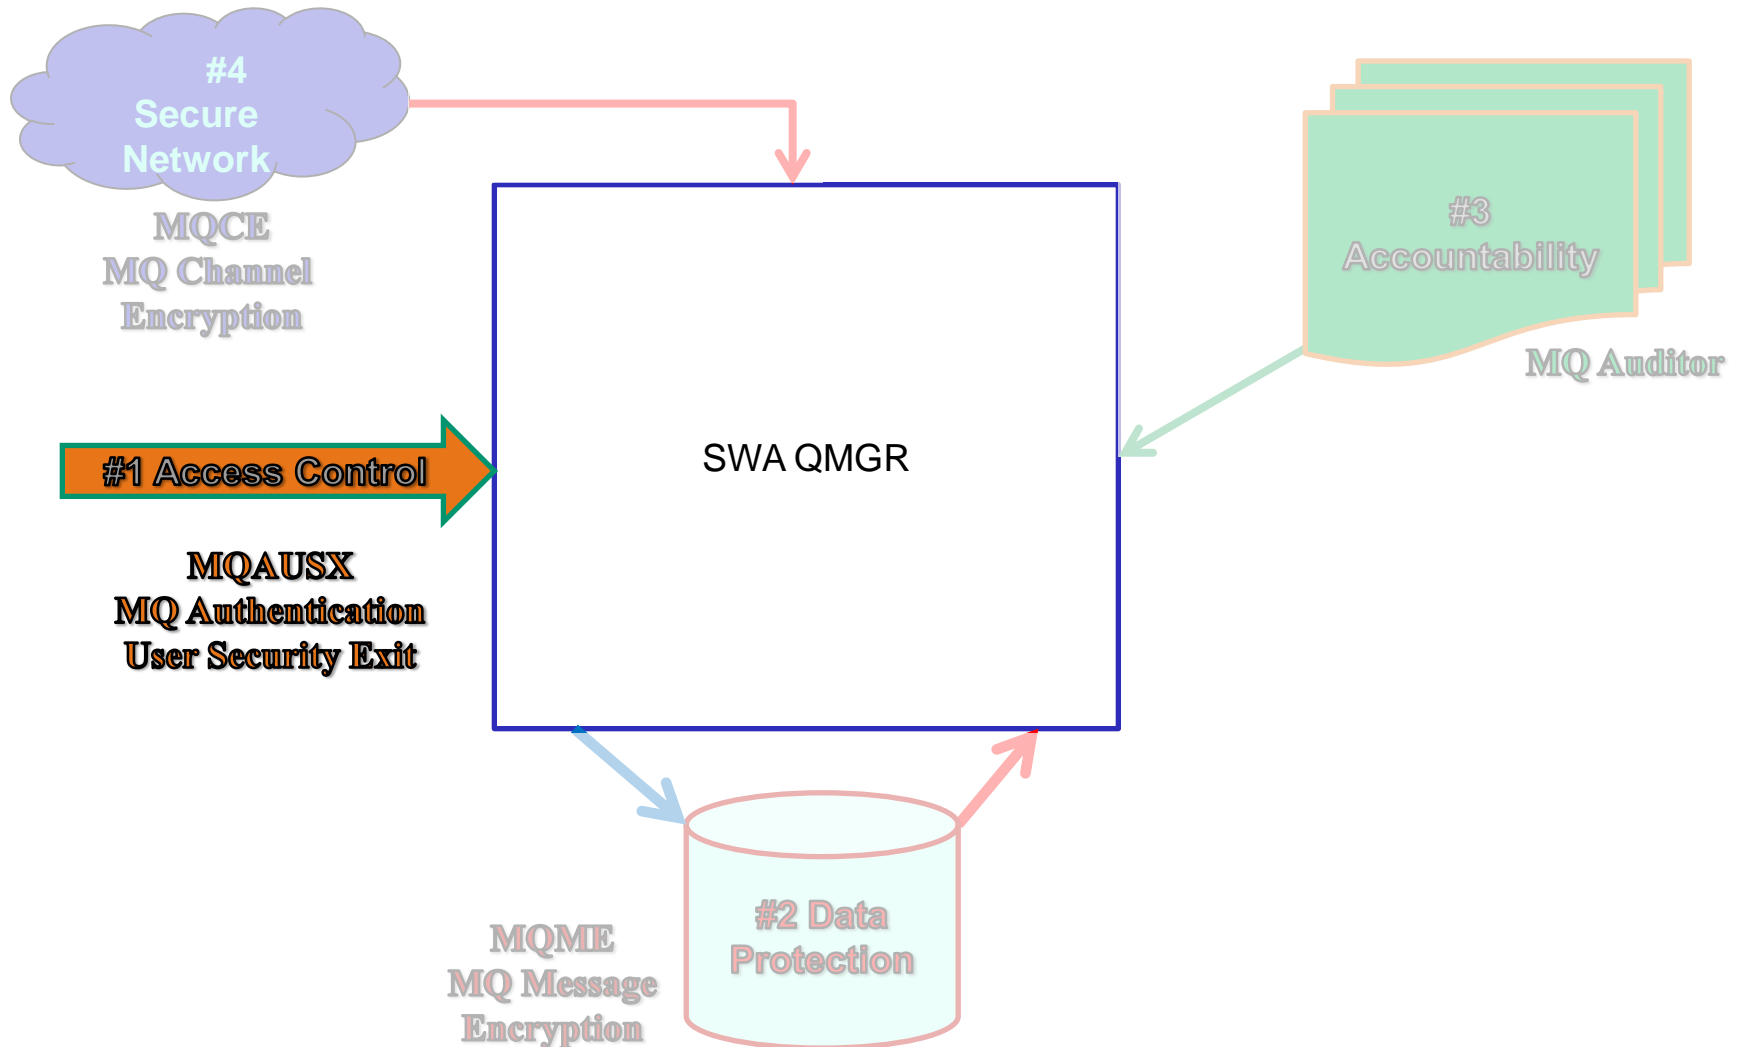 #4
Secure
Network
MQCE
MQ Channel
Encryption
#3
Accountability
MQ Auditor
SWA QMGR
#1 Access Control
MQAUSX
MQ Authentication
User Security Exit
#2 Data
Protection
MQME
MQ Message
Encryption